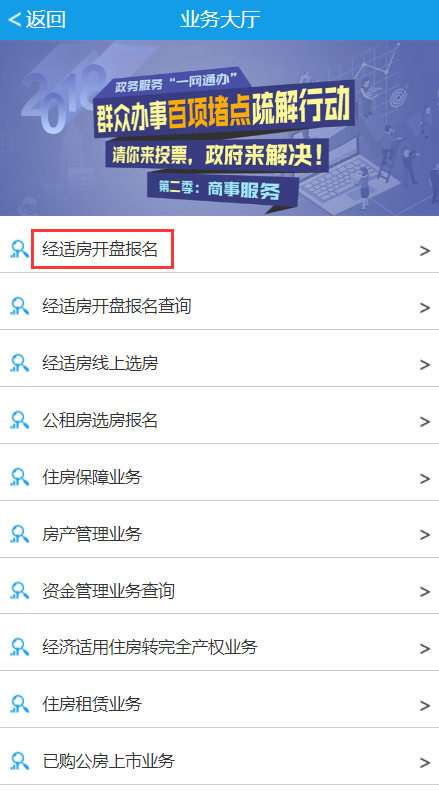 <返回
业务大厅
2018
政务服务“一网通办”
群众办事百项堵点疏解行动
请你来投票，政府来解决！
第二季：商事服务
经适房开盘报名 >
经适房开盘报名查询 >
经适房线上选房 >
公租房选房报名 >
住房保障业务 >
房产管理业务 >
资金管理业务查询 >
经济适用住房转完全产权业务 >
住房租赁业务 >
已购公房上市业务 >